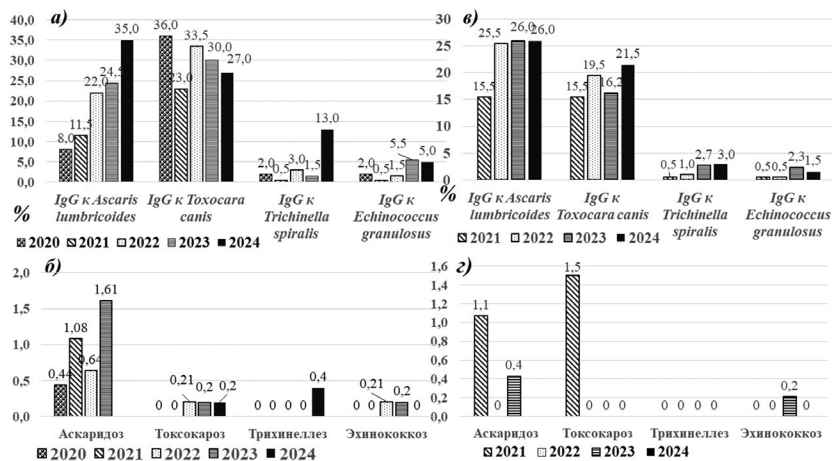 а)
40,0
35,0
30,0
25,0
20,0
15,0
10,0
5,0
0,0
8,0
11,5
22,0
24,5
35,0
36,0
23,0
33,5
30,0
27,0
2,0
0,5
3,0
1,5
13,0
2,0
0,5
1,5
5,5
5,0
IgG к Ascaris lumbricoides
IgG к Toxocara canis
IgG к Trichinella spiralis
IgG к Echinococcus granulosus
%
2020 2021 2022 2023 2024
в)
30
25
20
15
10
5
0
15,5
25,5
26,0
26,0
15,5
19,5
16,2
21,5
0,5
1,0
2,7
3,0
0,5
0,5
2,3
1,5
IgG к Ascaris lumbricoides
IgG к Toxocara canis
IgG к Trichinella spiralis
IgG к Echinococcus granulosus
%
2021 2022 2023 2024
б)
2,0
1,5
1,0
0,5
0,0
0,44
1,08
0,64
1,61
0 0 0,21 0,2 0,2
0 0 0 0 0,4
0 0 0,21 0,2 0
Аскаридоз Токсокароз Трихинеллез Эхинококкоз
2020 2021 2022 2023 2024
г)
1,6
1,4
1,2
1,0
0,8
0,6
0,4
0,2
0,0
1,1 0 0,4 0
1,5 0 0 0
0 0 0 0
0 0 0,2 0
Аскаридоз Токсокароз Трихинеллез Эхинококкоз
2021 2022 2023 2024